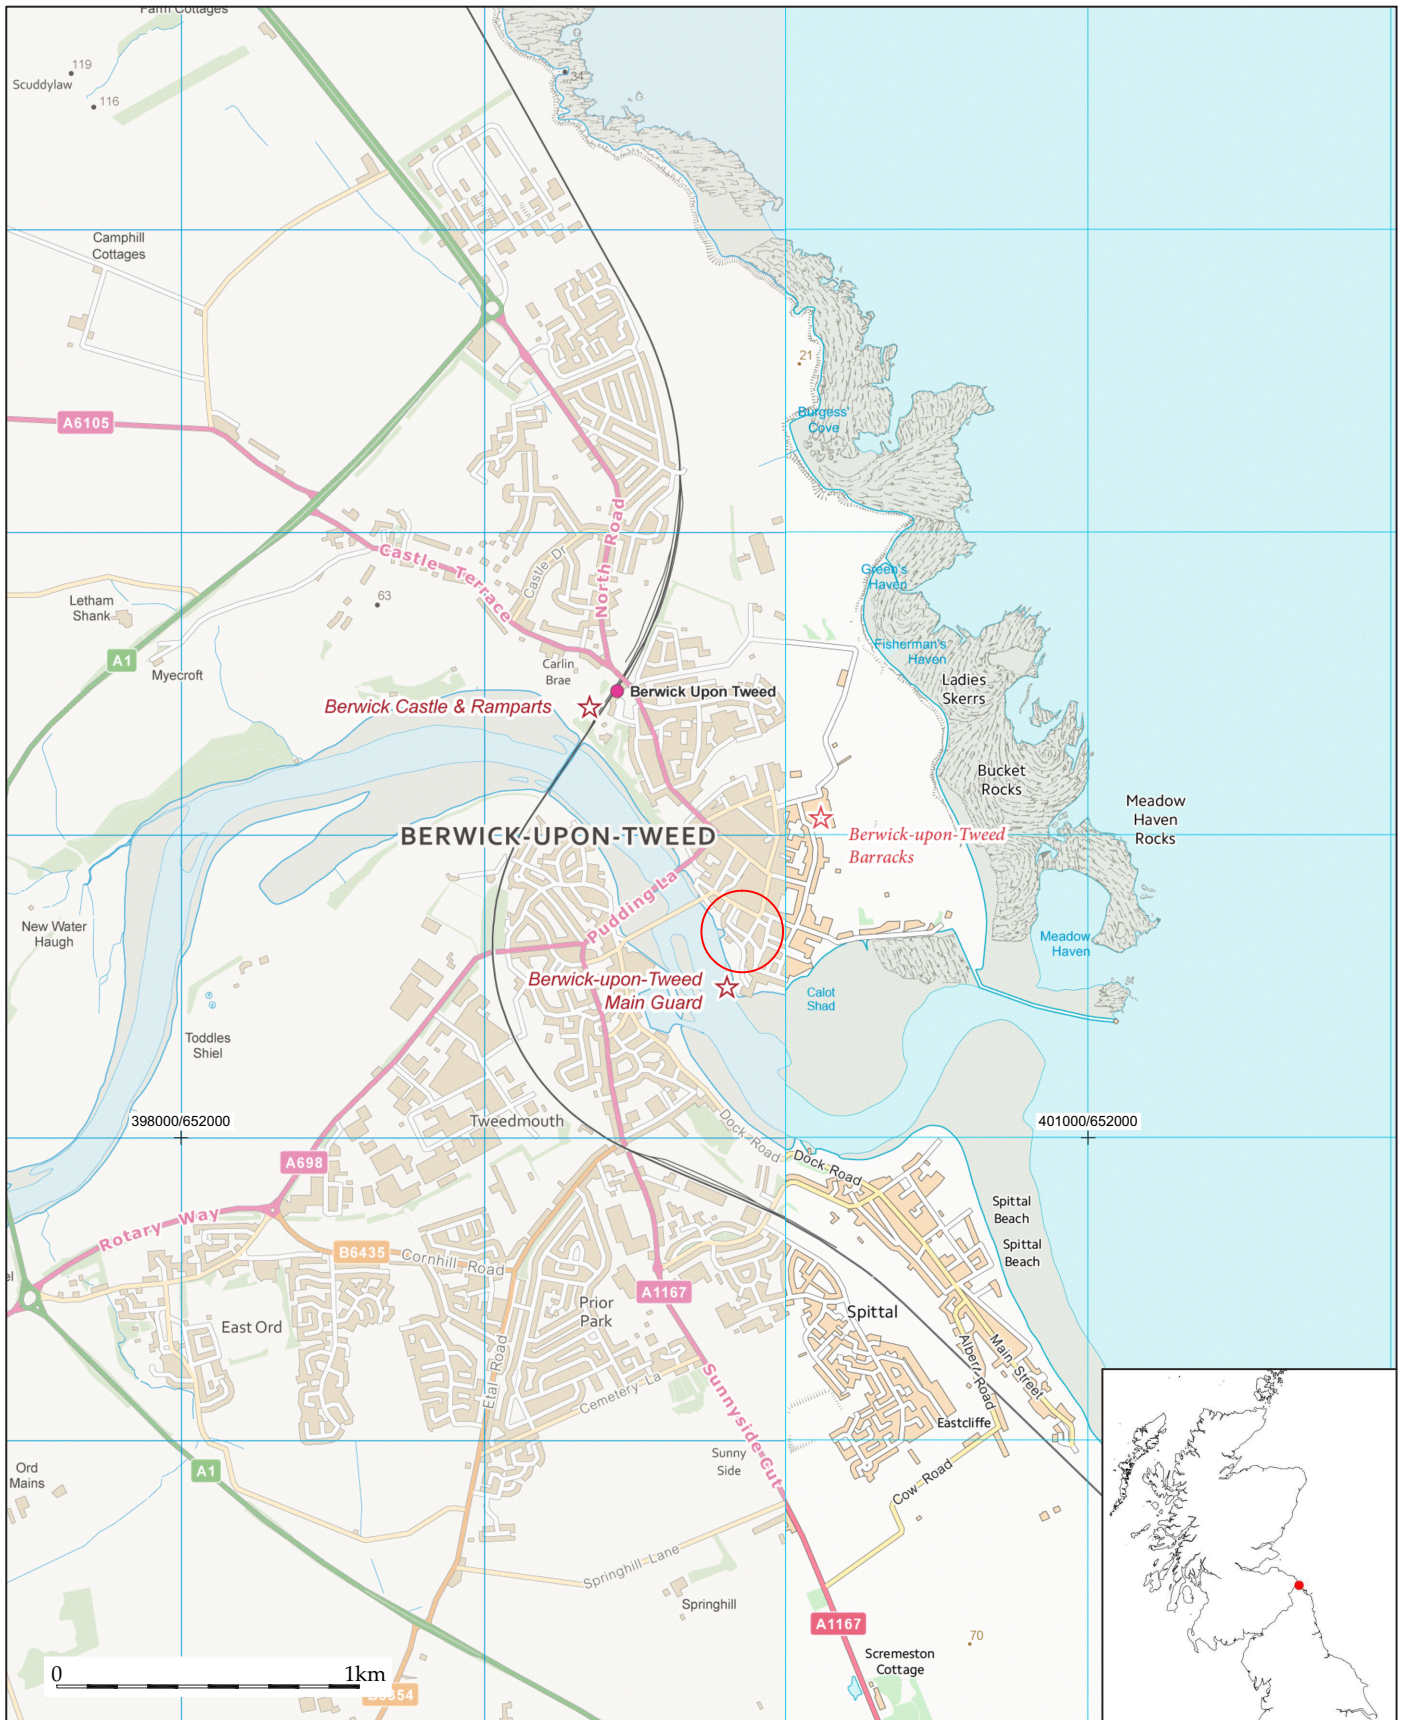 Farm Cottages
119
Scuddylaw
116
34
Camphill
Cottages
21
Burgess'
Cove
A6105
North Road
Castle Terrace
Castle Dr
Green's
Haven
Letham
Shank
63
Fisherman's
Haven
A1
Myecroft
Carlin
Brae
Ladies
Skerrs
Berwick Upon Tweed
Berwick Castle & Ramparts
Bucket
Rocks
Meadow
Haven
Rocks
BERWICK-UPON-TWEED
Berwick-upon-Tweed
Barracks
Pudding La
New Water
Haugh
Meadow
Haven
Berwick-upon-Tweed
Main Guard
Calot
Shad
Toddles
Shiel
398000/652000
Tweedmouth
401000/652000
Dock Road
Dock Road
A698
Spittal
Beach
Rotary Way
B6435
Cornhill Road
Spittal
Beach
el
A1167
Prior
Park
Spittal
East Ord
Etal Road
Albert Road
Main Street
Sunnyside Cut
Cemetery La
Eastcliffe
Sunny
Side
Ord
Mains
A1
Cow Road
Springhill Lane
Springhill
A1167
70
Scremeston
Cottage
0
1km